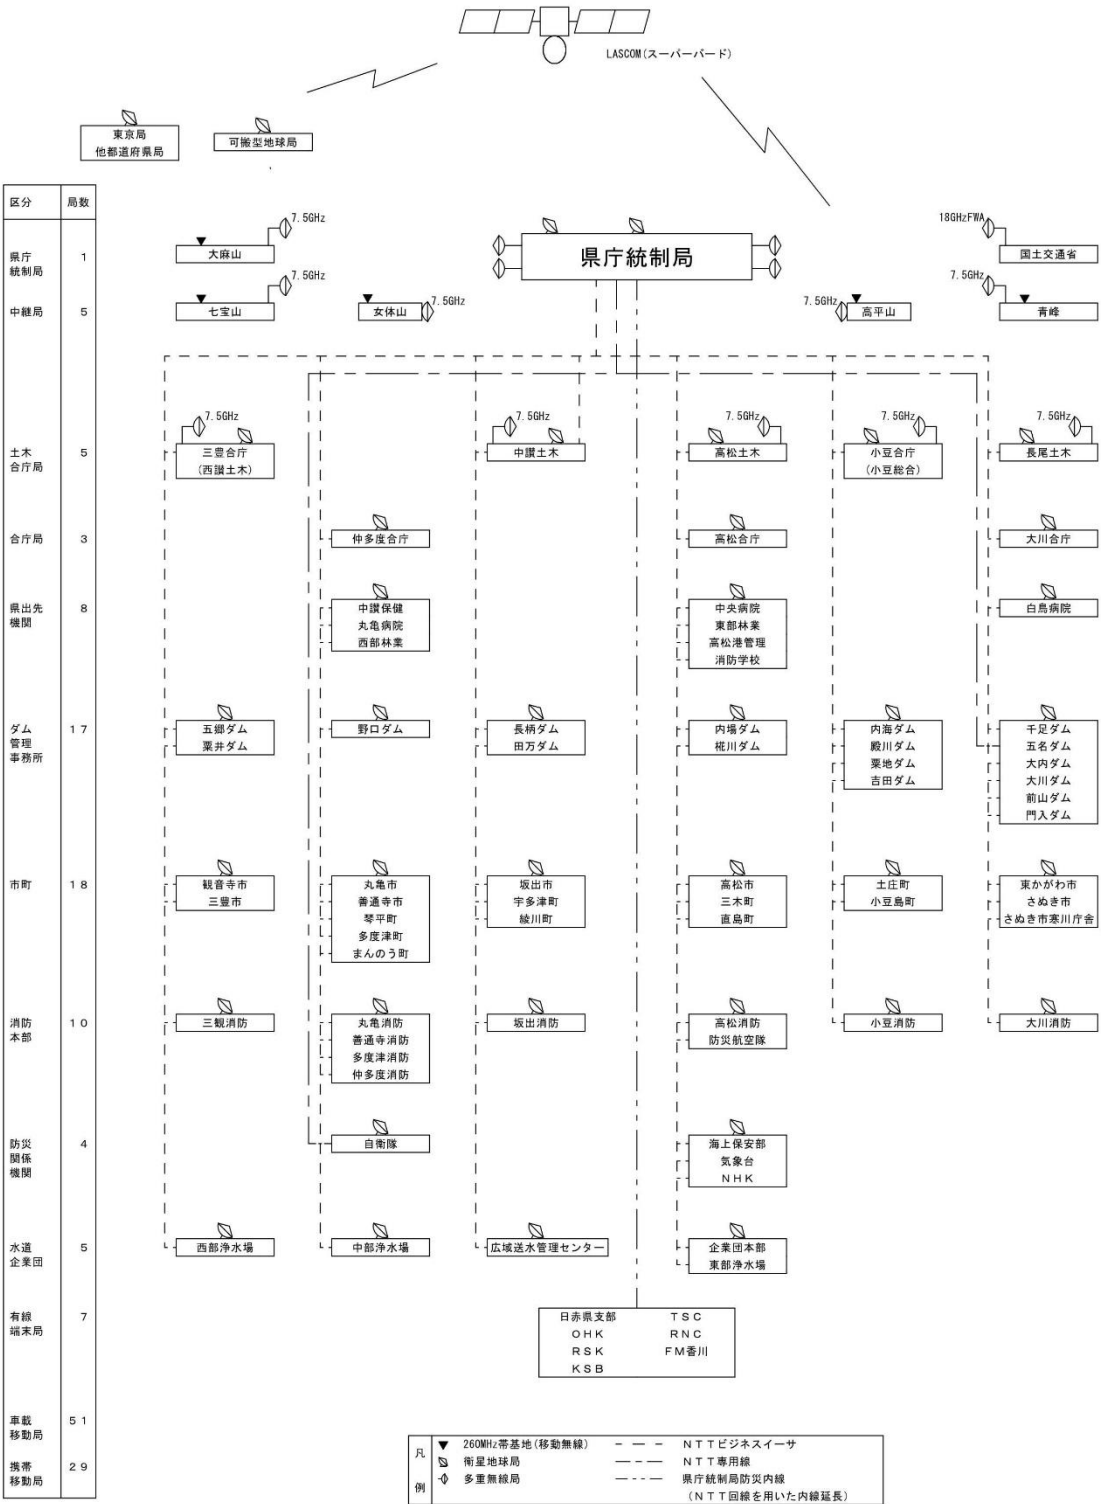 LASCOM(スーパーバード)
東京局
他都道府県局
可搬型地球局
区分 局数
県庁
統制局 1
7.5GHz
大麻山
県庁統制局
18GHzFWA
国土交通省
中継局 5
7.5GHz
七宝山
女体山 7.5GHz
7.5GHz 高平山
7.5GHz
青峰
土木
合庁局 5
7.5GHz
三豊合庁
(西讃土木)
7.5GHz
中讃土木
7.5GHz
高松土木
7.5GHz
小豆合庁
(小豆総合)
7.5GHz
長尾土木
合庁局 3
仲多度合庁
高松合庁
大川合庁
県出先
機関 8
中讃保健
丸亀病院
西部林業
中央病院
東部林業
高松港管理
消防学校
白鳥病院
ダム
管理
事務所 17
五郷ダム
粟井ダム
野口ダム
長柄ダム
田万ダム
内場ダム
椛川ダム
内海ダム
殿川ダム
粟地ダム
吉田ダム
千足ダム
五名ダム
大内ダム
大川ダム
前山ダム
門入ダム
市町 18
観音寺市
三豊市
丸亀市
善通寺市
琴平町
多度津町
まんのう町
坂出市
宇多津町
綾川町
高松市
三木町
直島町
土庄町
小豆島町
東かがわ市
さぬき市
さぬき市寒川庁舎
消防
本部 10
三観消防
丸亀消防
善通寺消防
多度津消防
仲多度消防
坂出消防
高松消防
防災航空隊
小豆消防
大川消防
防災
関係
機関 4
自衛隊
海上保安部
気象台
NHK
水道
企業団 5
西部浄水場
中部浄水場
広域送水管理センター
企業団本部
東部浄水場
有線
端末局 7
日赤県支部 TSC
OHK RNC
RSK FM香川
KSB
車載
移動局 51
携帯
移動局 29
凡例
260MHz帯基地(移動無線) NTTビジネスイーサ
衛星地球局 NTT専用線
多重無線局 県庁統制局防災内線
(NTT回線を用いた内線延長)